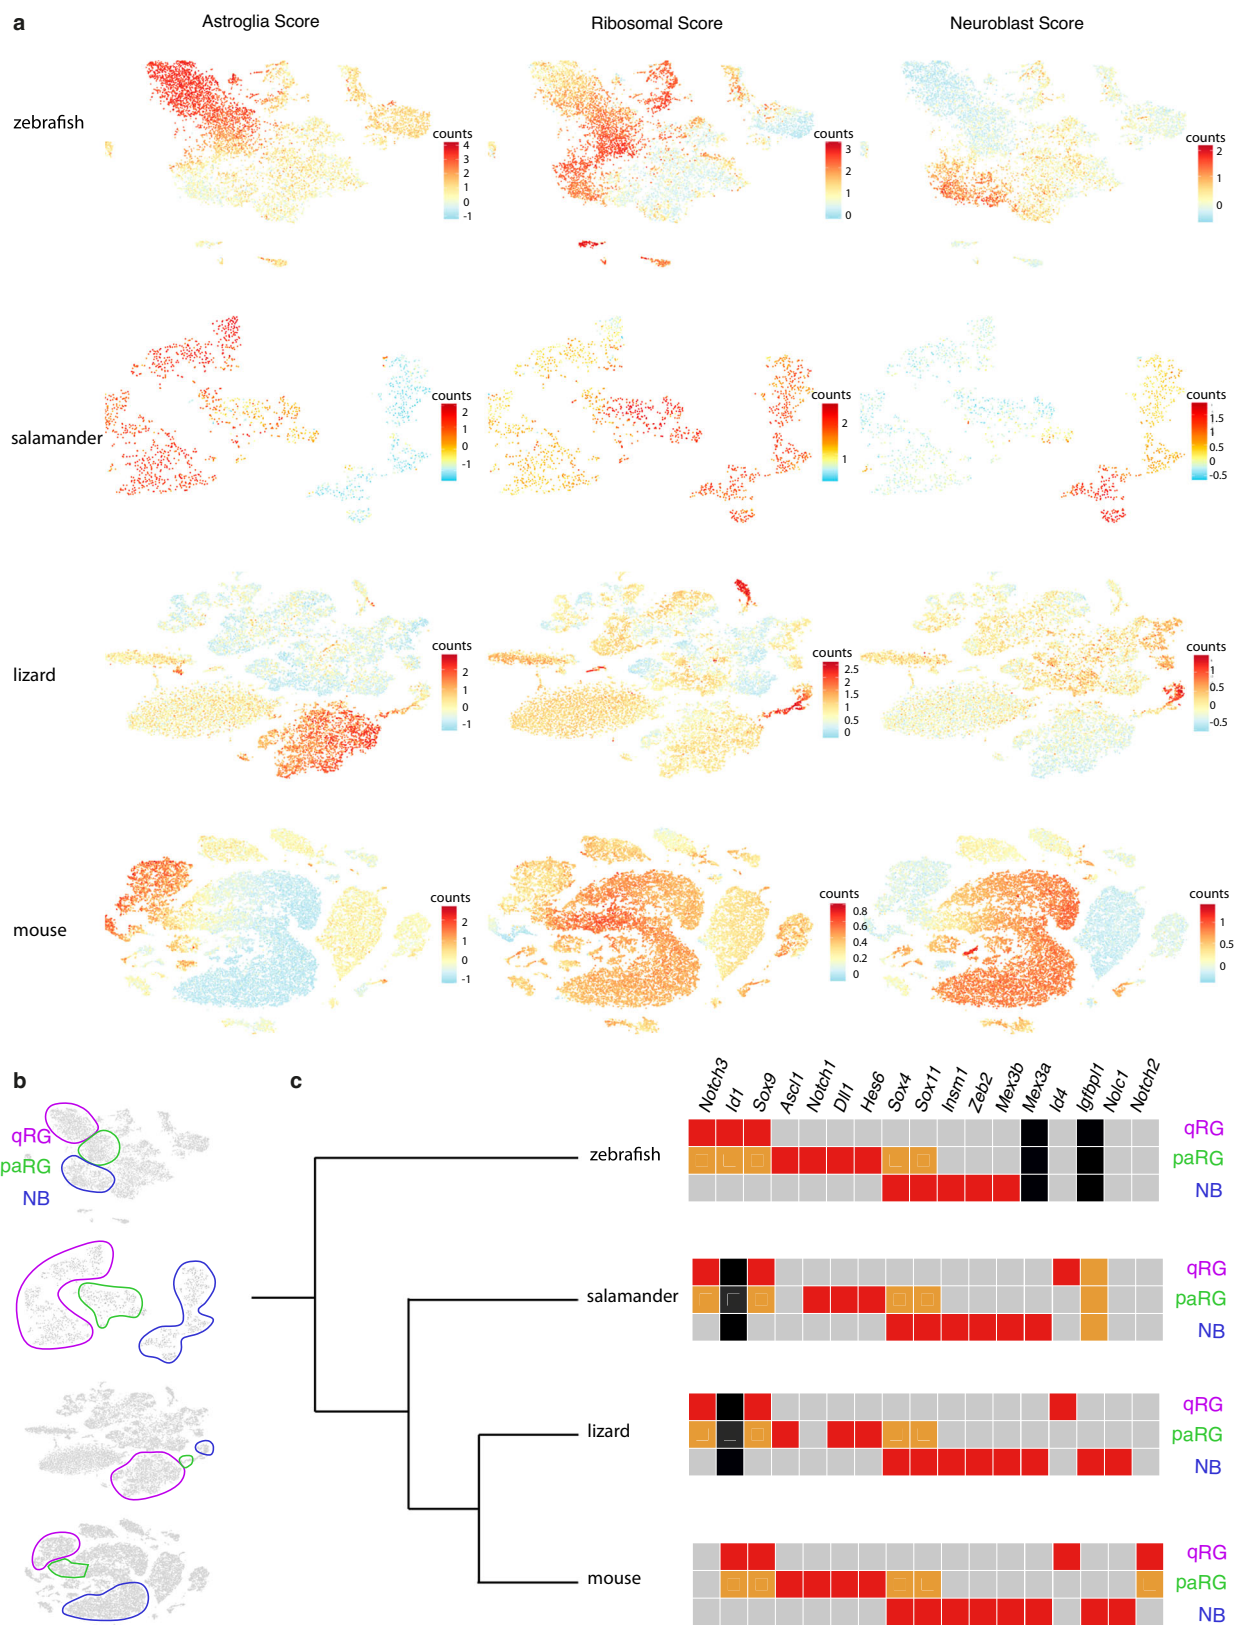 a
Astroglia Score
Ribosomal Score
Neuroblast Score
zebrafish
counts
4
3
2
1
0
-1
counts
3
2
1
0
counts
2
1
0
salamander
counts
2
1
0
-1
counts
2
1
counts
1.5
1
0.5
0
-0.5
lizard
counts
2
1
0
-1
counts
2.5
2
1.5
1
0.5
0
counts
1
0.5
0
-0.5
mouse
counts
2
1
0
-1
counts
0.8
0.6
0.4
0.2
0
counts
1
0.5
0
b
qRG
paRG
NB
c
Notch3
Id1
Sox9
Ascl1
Notch1
Dll1
Hes6
Sox4
Sox11
Insm1
Zeb2
Mex3b
Mex3a
Id4
Igfbpl1
Nolc1
Notch2
zebrafish
qRG
paRG
NB
salamander
qRG
paRG
NB
lizard
qRG
paRG
NB
mouse
qRG
paRG
NB